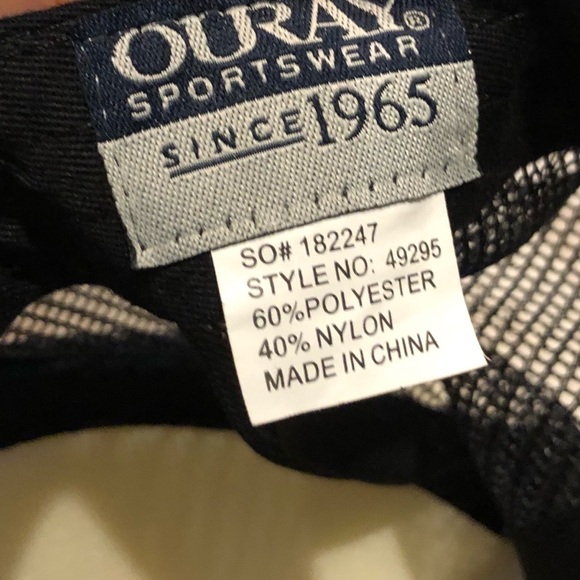 OURAY®
SPORTSWEAR
SINCE 1965
SO# 182247
STYLE NO: 49295
60%POLYESTER
40% NYLON
MADE IN CHINA